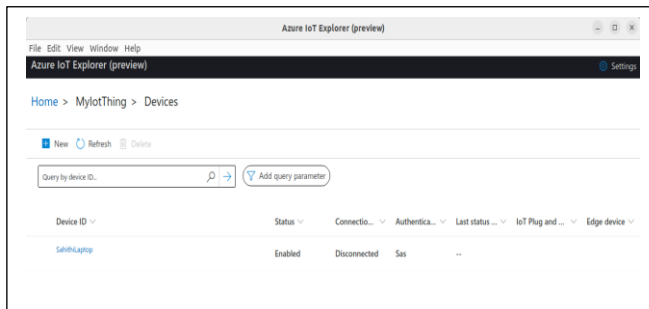 Azure IoT Explorer (preview)
File Edit View Window Help
Azure IoT Explorer (preview) Settings
Home > MyIotThing > Devices
New Refresh Delete
Query by device ID.. Add query parameter
Device ID Status Connectio... Authentica... Last status ... IoT Plug and ... Edge device
SahithiLaptop Enabled Disconnected Sas --